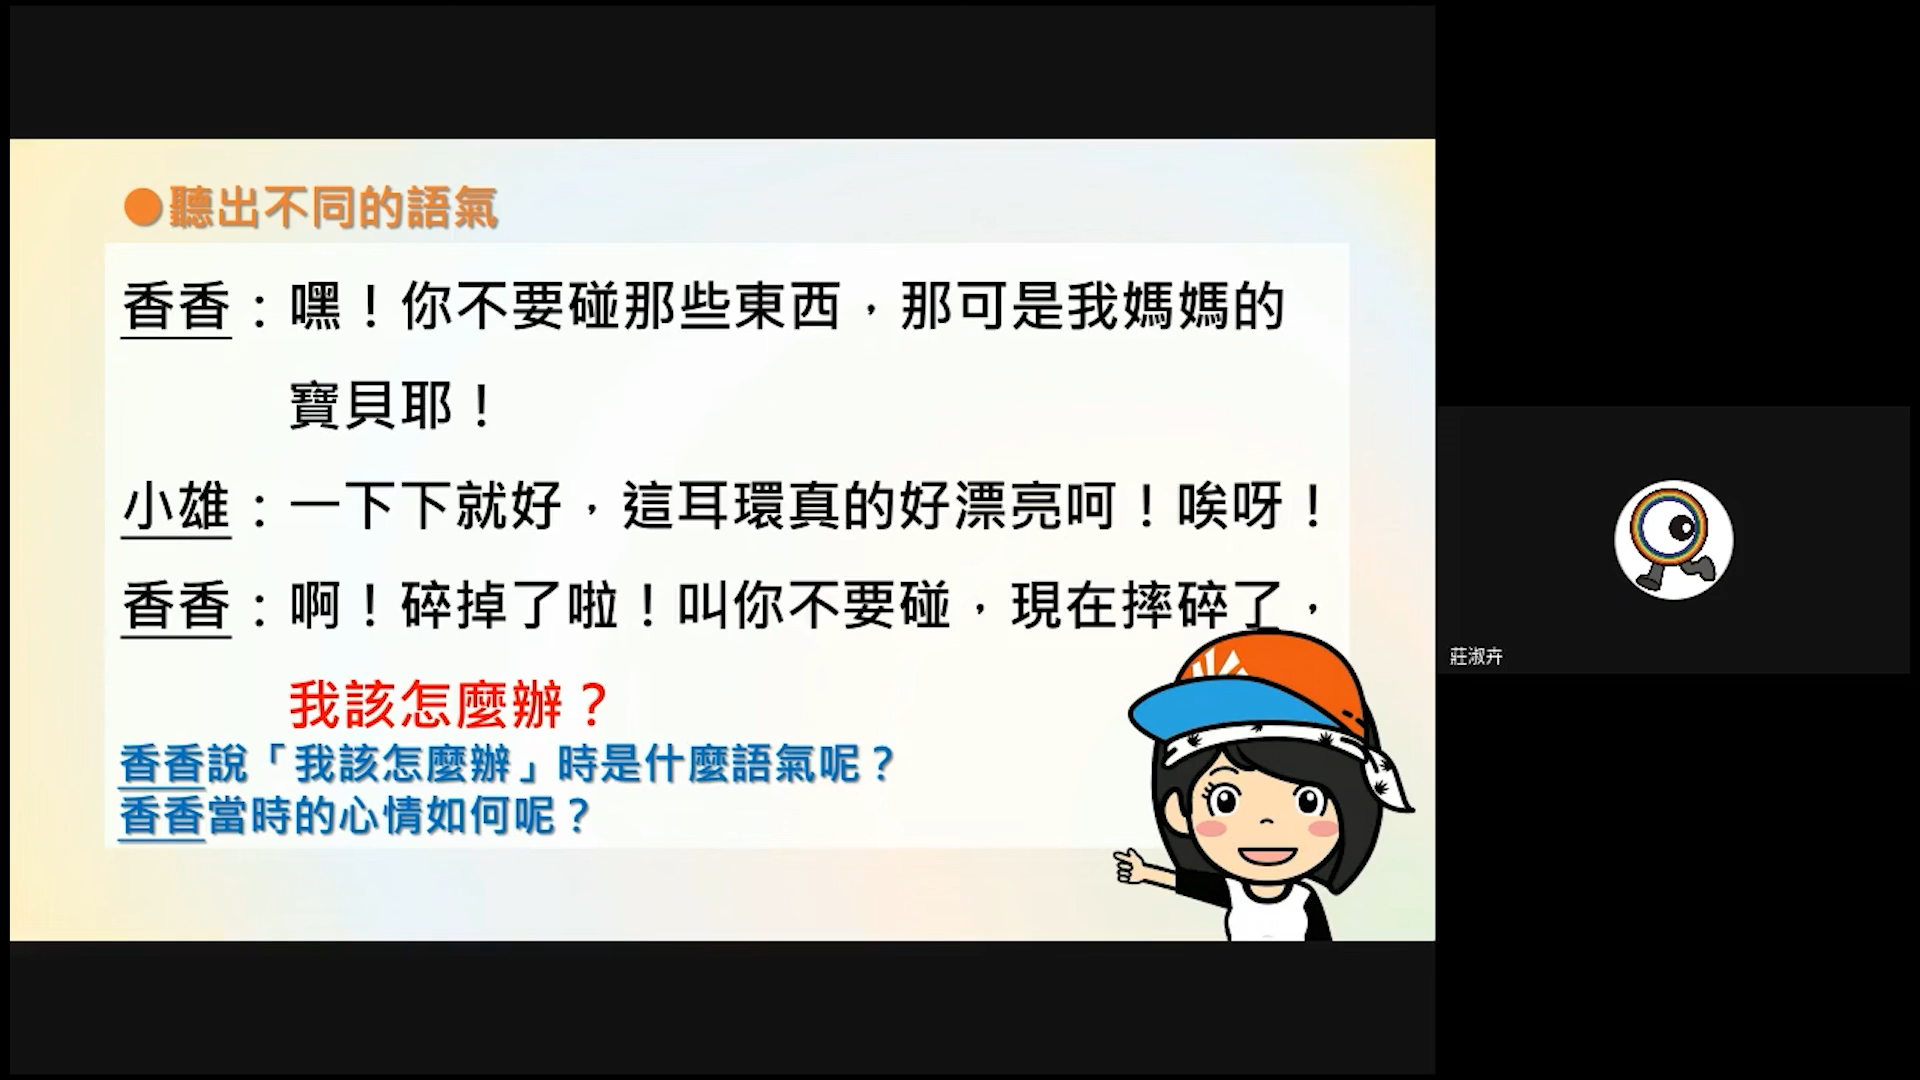 ●聽出不同的語氣
香香：嘿！你不要碰那些東西，那可是我媽媽的
寶貝耶！
小雄：一下下就好，這耳環真的好漂亮呵！唉呀！
香香：啊！碎掉了啦！叫你不要碰，現在摔碎了，
我該怎麼辦？
香香說「我該怎麼辦」時是什麼語氣呢？
香香當時的心情如何呢？
莊淑卉